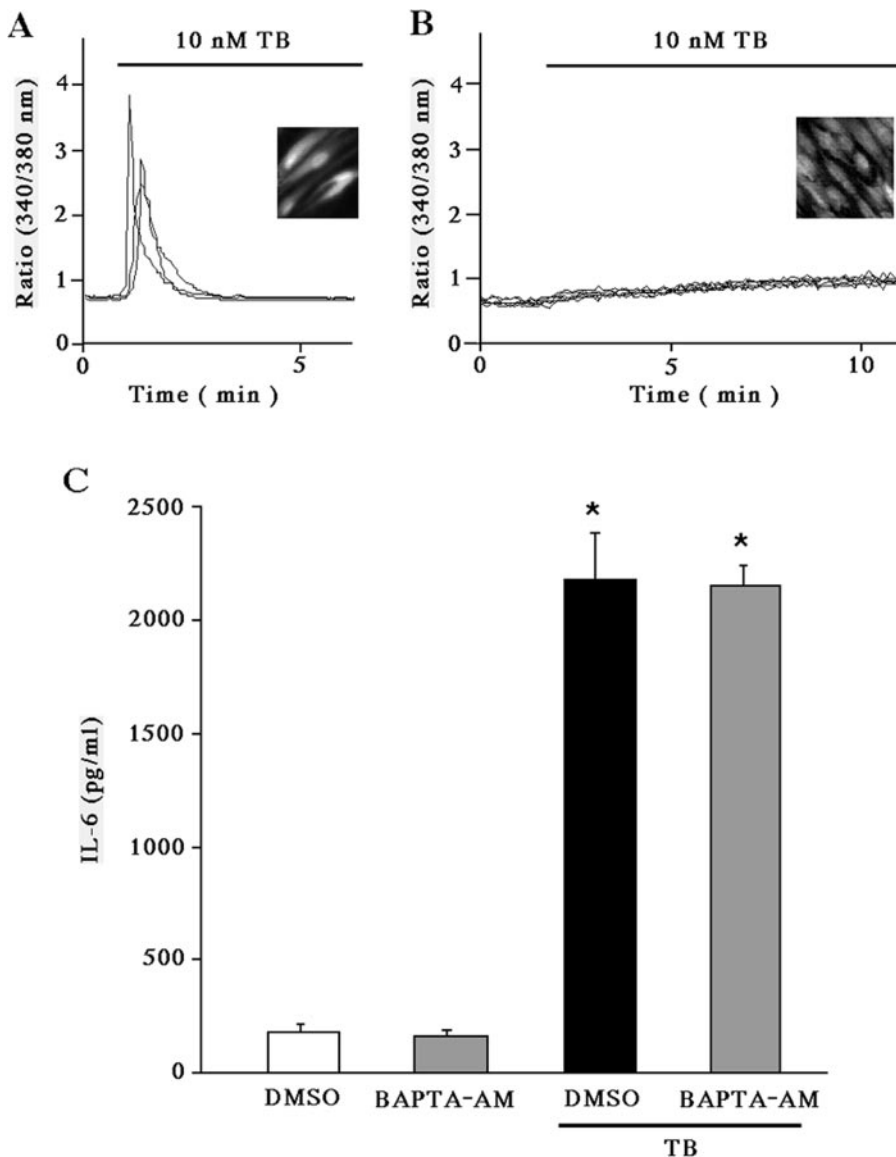 A
10 nM TB
Ratio (340/380 nm)
4
3
2
1
0
0
5
Time ( min )
B
10 nM TB
Ratio (340/380 nm)
4
3
2
1
0
0
5
10
Time ( min )
C
IL-6 (pg/ml)
2500
2000
1500
1000
500
0
*
*
DMSO
BAPTA-AM
DMSO
BAPTA-AM
TB